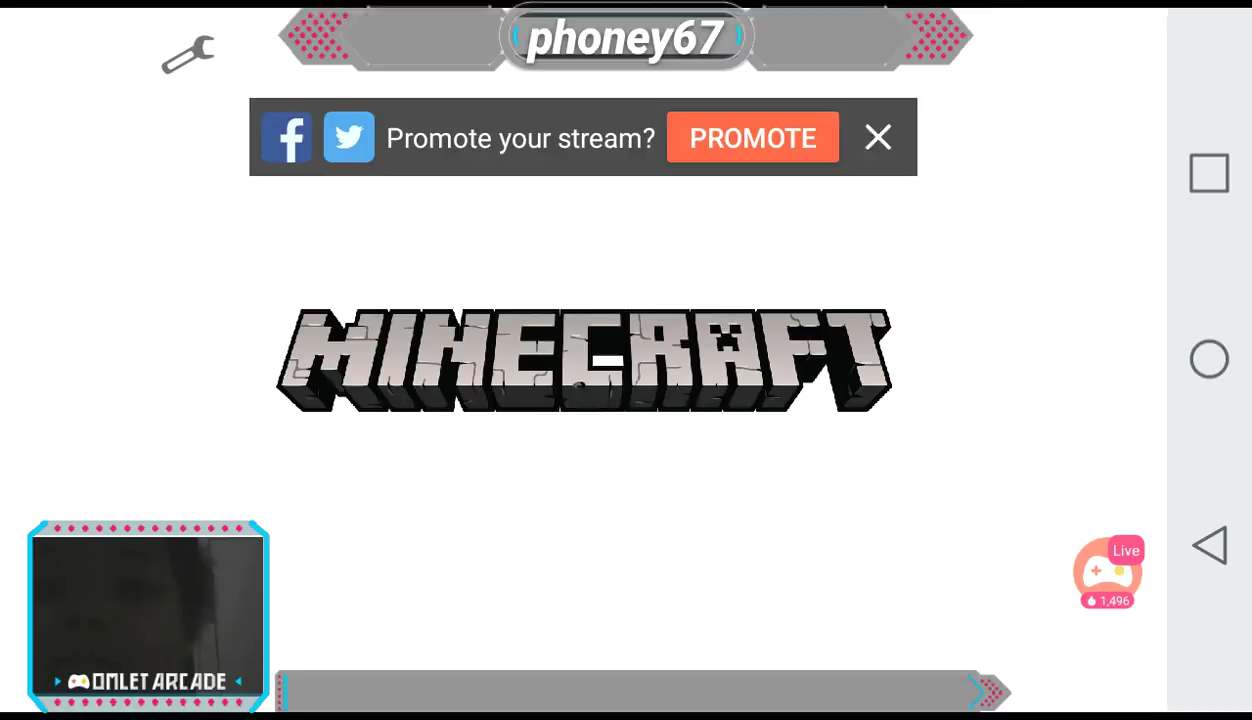 phoney67
Promote your stream? PROMOTE
MINECRAFT
Live
1,496
OMLET ARCADE